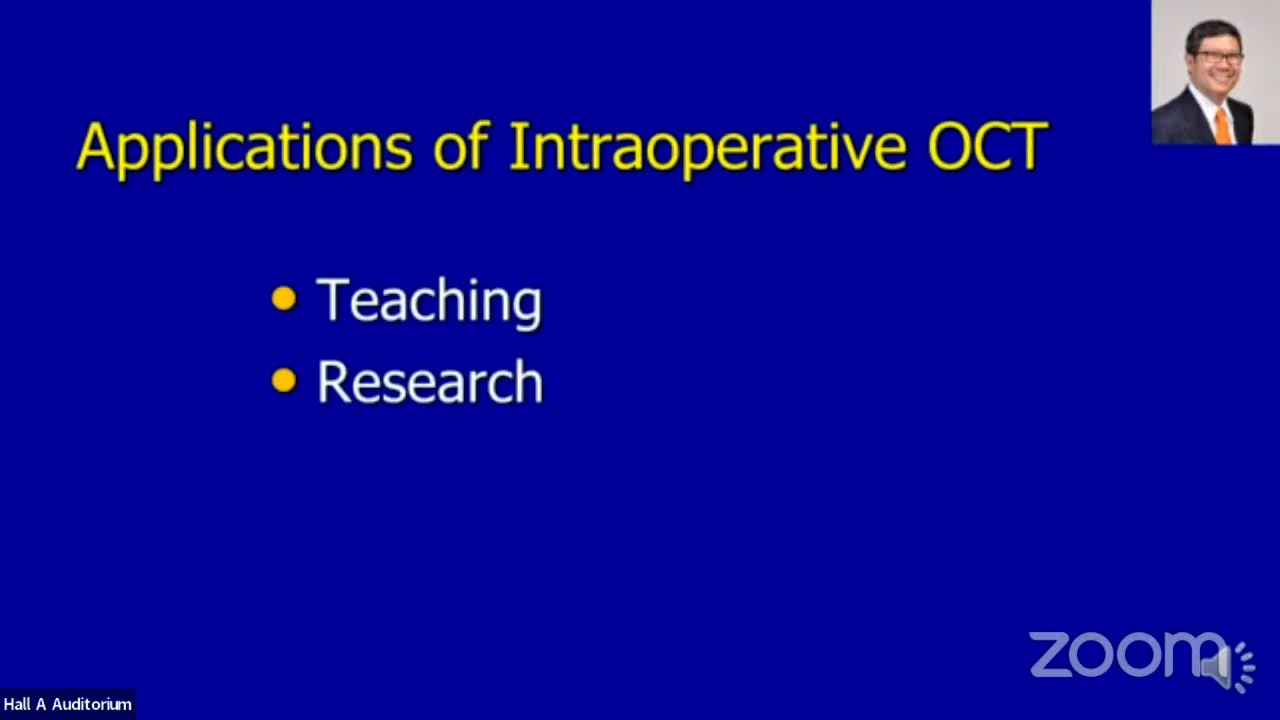 Applications of Intraoperative OCT
Teaching
Research
zoom
Hall A Auditorium